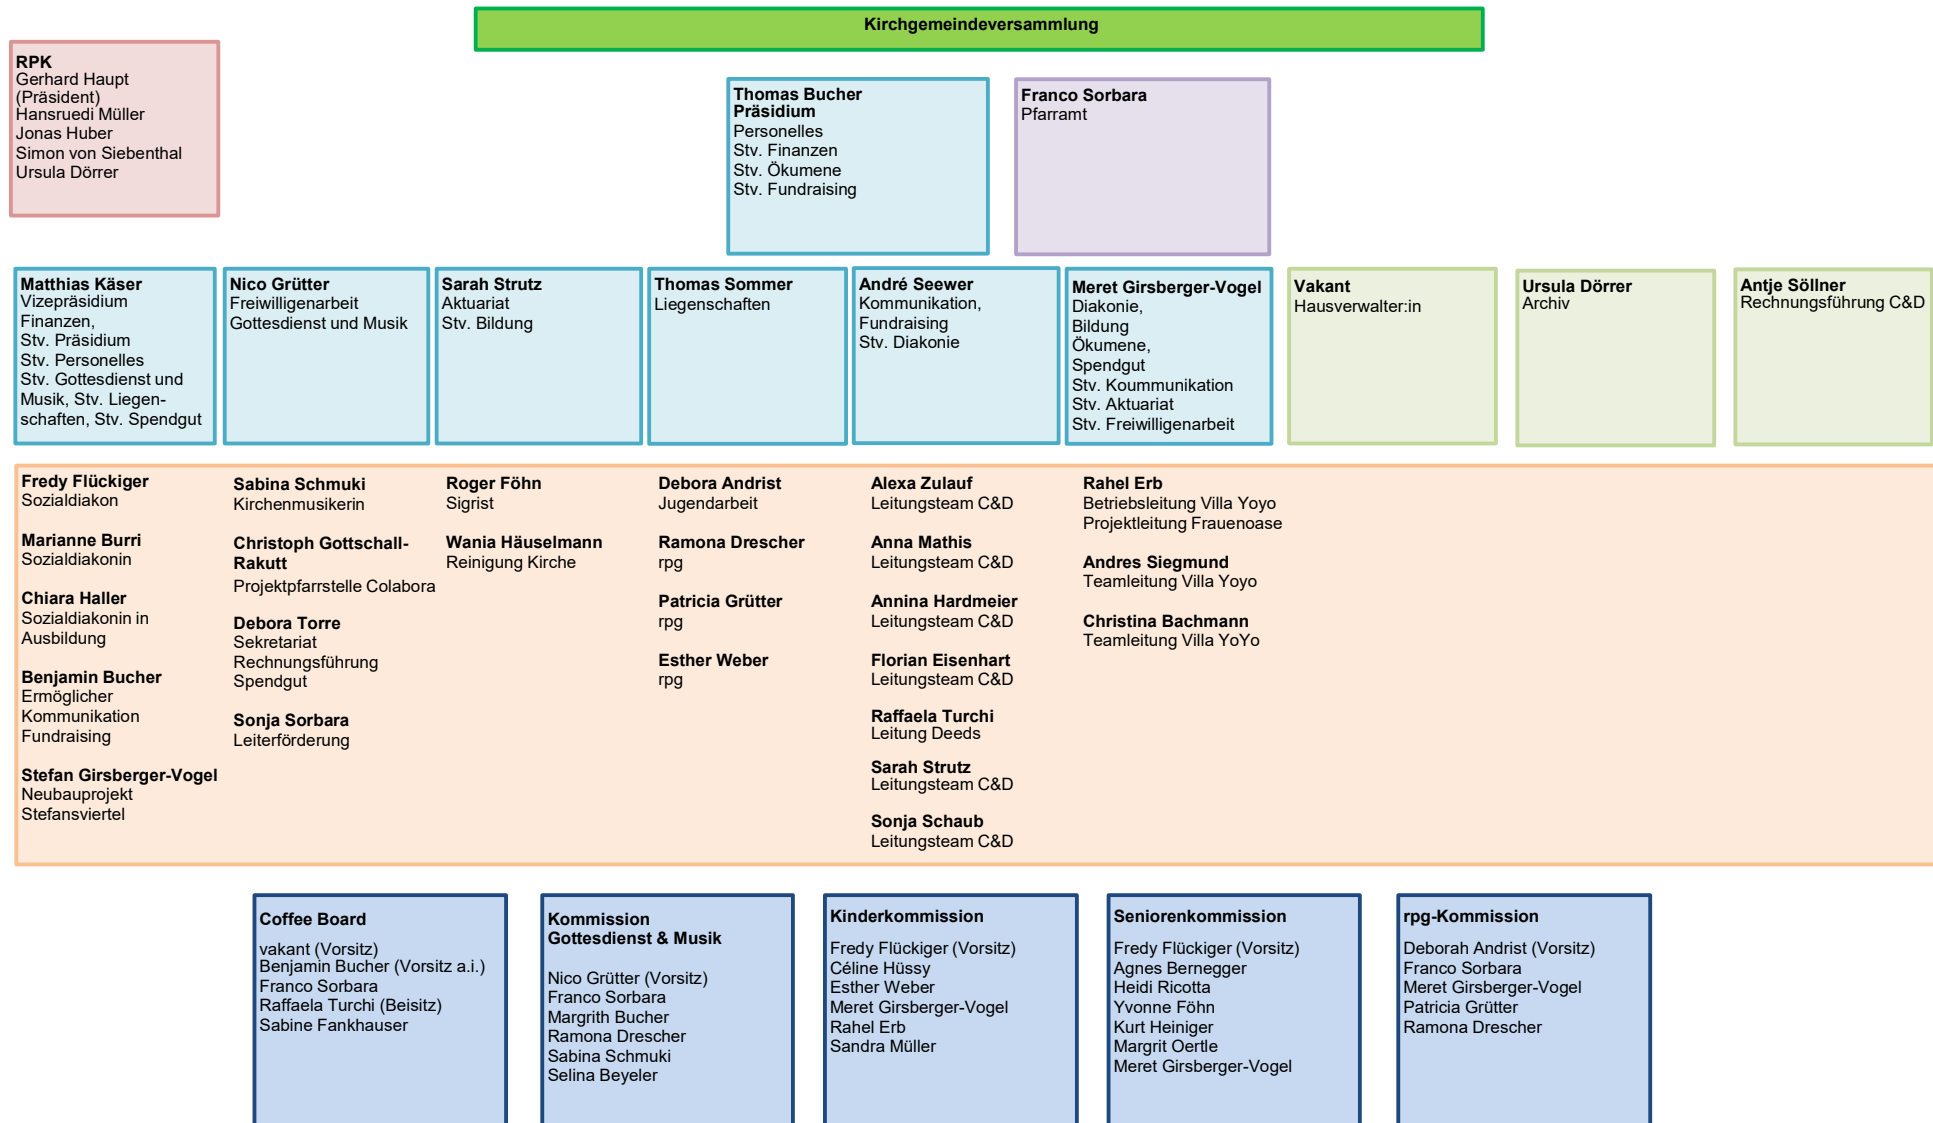 Kirchgemeindeversammlung
RPK
Gerhard Haupt
(Präsident)
Hansruedi Müller
Jonas Huber
Simon von Siebenthal
Ursula Dörrer
Thomas Bucher
Präsidium
Personelles
Stv. Finanzen
Stv. Ökumene
Stv. Fundraising
Franco Sorbara
Pfarramt
Matthias Käser
Vizepräsidium
Finanzen,
Stv. Präsidium
Stv. Personelles
Stv. Gottesdienst und
Musik, Stv. Liegen-
schaften, Stv. Spendgut
Nico Grütter
Freiwilligenarbeit
Gottesdienst und Musik
Sarah Strutz
Aktuariat
Stv. Bildung
Thomas Sommer
Liegenschaften
André Seewer
Kommunikation,
Fundraising
Stv. Diakonie
Meret Girsberger-Vogel
Diakonie,
Bildung
Ökumene,
Spendgut
Stv. Koummunikation
Stv. Aktuariat
Stv. Freiwilligenarbeit
Vakant
Hausverwalter:in
Ursula Dörrer
Archiv
Antje Söllner
Rechnungsführung C&D
Fredy Flückiger
Sozialdiakon
Marianne Burri
Sozialdiakonin
Chiara Haller
Sozialdiakonin in
Ausbildung
Benjamin Bucher
Ermöglicher
Kommunikation
Fundraising
Stefan Girsberger-Vogel
Neubauprojekt
Stefansviertel
Sabina Schmuki
Kirchenmusikerin
Christoph Gottschall-
Rakutt
Projektpfarrstelle Colabora
Debora Torre
Sekretariat
Rechnungsführung
Spendgut
Sonja Sorbara
Leiterförderung
Roger Föhn
Sigrist
Wania Häuselmann
Reinigung Kirche
Debora Andrist
Jugendarbeit
Ramona Drescher
rpg
Patricia Grütter
rpg
Esther Weber
rpg
Alexa Zulauf
Leitungsteam C&D
Anna Mathis
Leitungsteam C&D
Annina Hardmeier
Leitungsteam C&D
Florian Eisenhart
Leitungsteam C&D
Raffaela Turchi
Leitung Deeds
Sarah Strutz
Leitungsteam C&D
Sonja Schaub
Leitungsteam C&D
Rahel Erb
Betriebsleitung Villa Yoyo
Projektleitung Frauenoase
Andres Siegmund
Teamleitung Villa Yoyo
Christina Bachmann
Teamleitung Villa YoYo
Coffee Board
vakant (Vorsitz)
Benjamin Bucher (Vorsitz a.i.)
Franco Sorbara
Raffaela Turchi (Beisitz)
Sabine Fankhauser
Kommission
Gottesdienst & Musik
Nico Grütter (Vorsitz)
Franco Sorbara
Margrith Bucher
Ramona Drescher
Sabina Schmuki
Selina Beyeler
Kinderkommission
Fredy Flückiger (Vorsitz)
Céline Hüssy
Esther Weber
Meret Girsberger-Vogel
Rahel Erb
Sandra Müller
Seniorenkommission
Fredy Flückiger (Vorsitz)
Agnes Bernegger
Heidi Ricotta
Yvonne Föhn
Kurt Heiniger
Margrit Oertle
Meret Girsberger-Vogel
rpg-Kommission
Deborah Andrist (Vorsitz)
Franco Sorbara
Meret Girsberger-Vogel
Patricia Grütter
Ramona Drescher